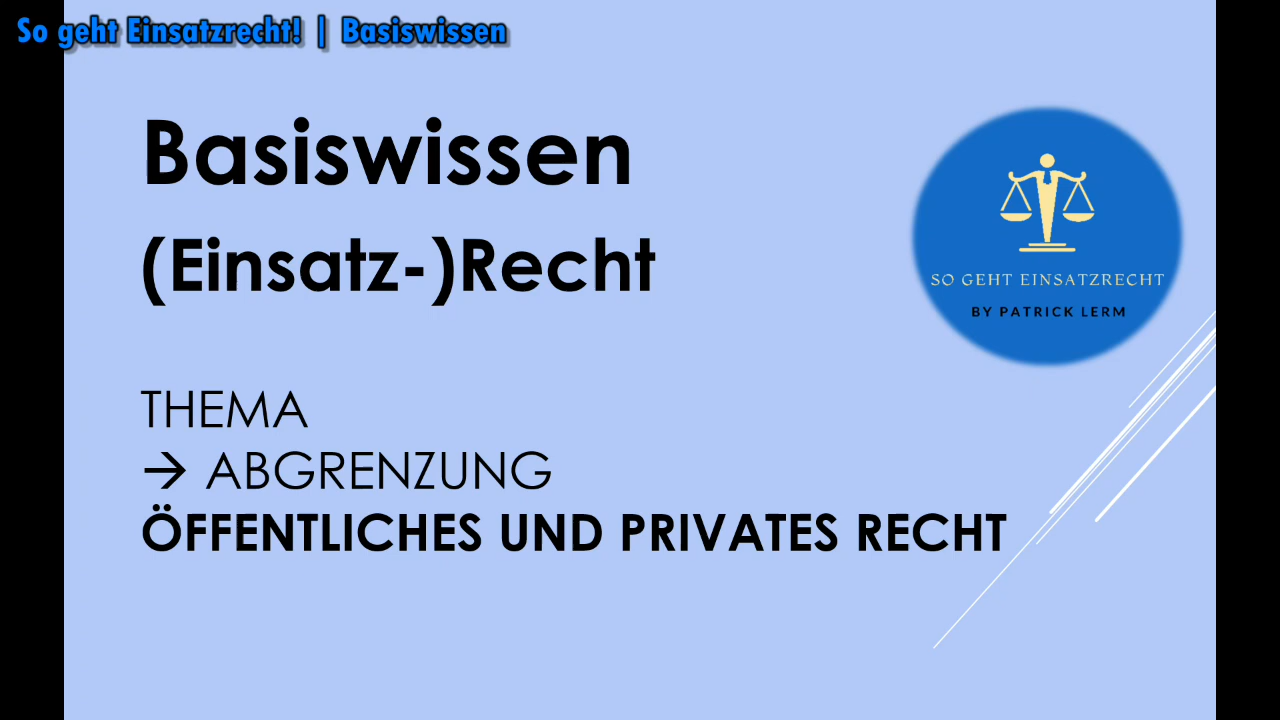 So geht Einsatzrecht! | Basiswissen
Basiswissen
(Einsatz-)Recht
SO GEHT EINSATZRECHT
BY PATRICK LERM
THEMA
→ ABGRENZUNG
ÖFFENTLICHES UND PRIVATES RECHT